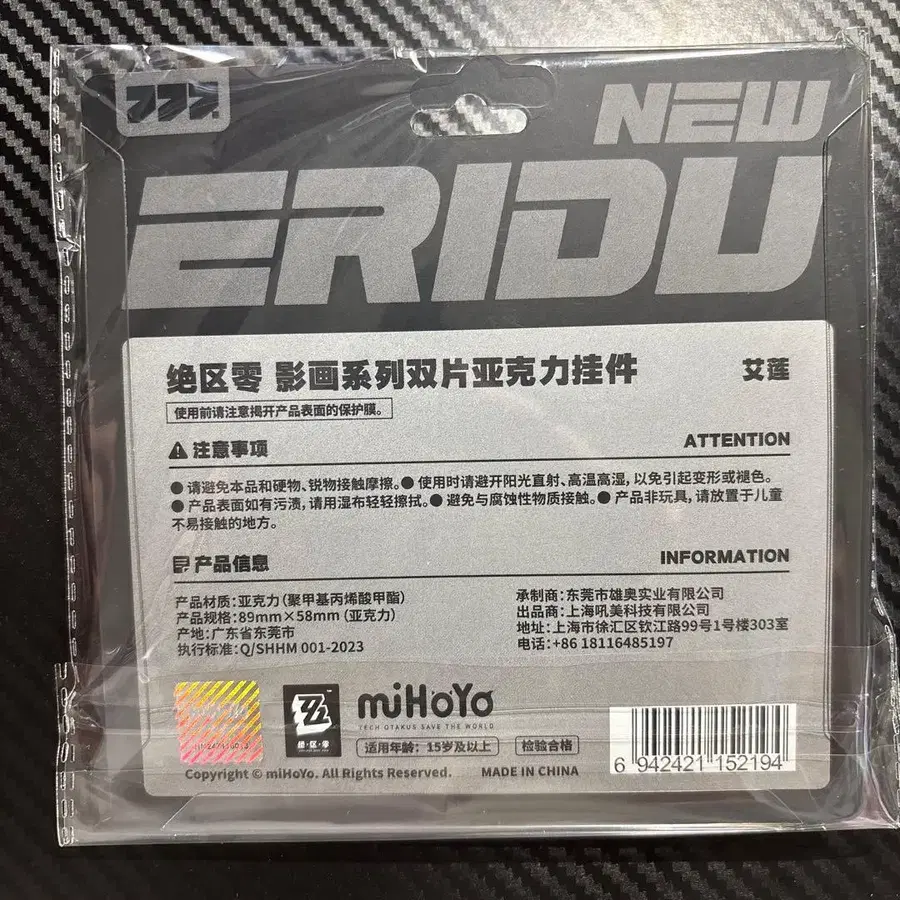 NEW
ERIDU
绝区零 影画系列双片亚克力挂件 艾莲
使用前请注意揭开产品表面的保护膜。
注意事项 ATTENTION
● 请避免本品和硬物、锐物接触摩擦。● 使用时请避开阳光直射、高温高湿,以免引起变形或褪色。
● 产品表面如有污渍,请用湿布轻轻擦拭。● 避免与腐蚀性物质接触。● 产品非玩具,请放置于儿童
不易接触的地方。
产品信息 INFORMATION
产品材质:亚克力(聚甲基丙烯酸甲酯)
产品规格:89mm×58mm(亚克力)
产地:广东省东莞市
执行标准:Q/SHHM 001-2023
承制商:东莞市雄奥实业有限公司
出品商:上海吼美科技有限公司
地址:上海市徐汇区钦江路99号1号楼303室
电话:+86 18116485197
绝·区·零
miHoYo
TECH OTAKUS SAVE THE WORLD
适用年龄:15岁及以上 检验合格
Copyright © miHoYo. All Rights Reserved. MADE IN CHINA
6 942421 152194